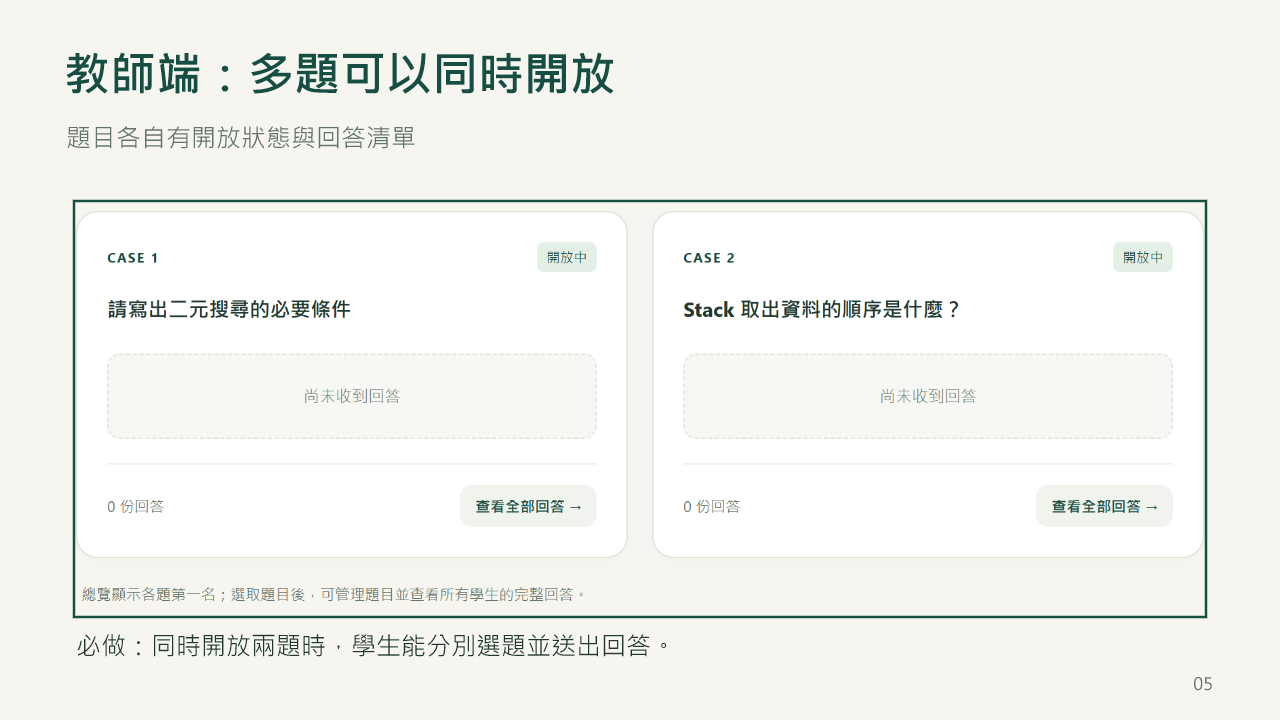 教師端：多題可以同時開放
題目各自有開放狀態與回答清單
CASE 1
開放中
請寫出二元搜尋的必要條件
尚未收到回答
0 份回答
查看全部回答 →
CASE 2
開放中
Stack 取出資料的順序是什麼？
尚未收到回答
0 份回答
查看全部回答 →
總覽顯示各題第一名；選取題目後，可管理題目並查看所有學生的完整回答。
必做：同時開放兩題時，學生能分別選題並送出回答。
05